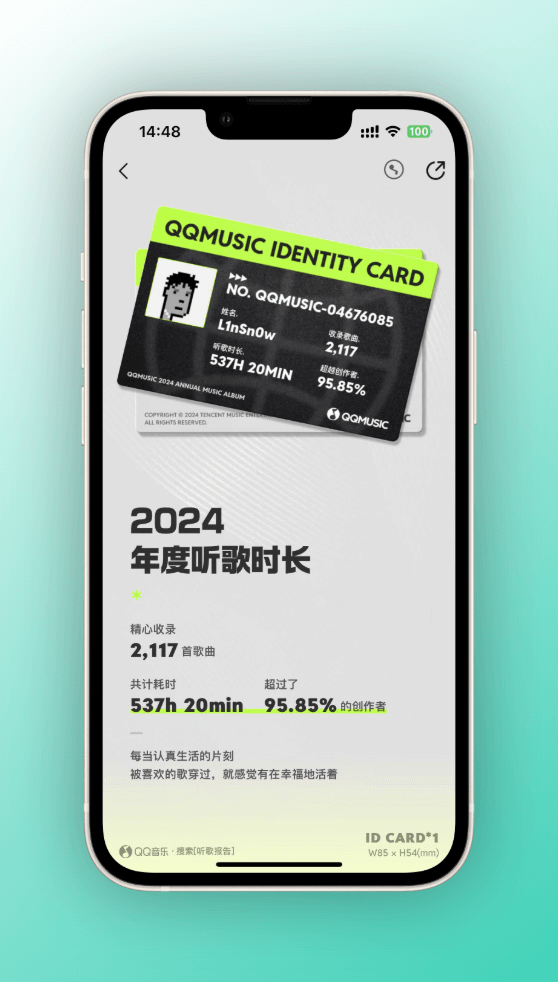 14:48
100
QQMUSIC IDENTITY CARD
NO. QQMUSIC-04676085
姓名.
L1nSn0w
收录歌曲.
2,117
听歌时长.
537H 20MIN
超越创作者.
95.85%
QQMUSIC 2024 ANNUAL MUSIC ALBUM
QQMUSIC
COPYRIGHT © 2024 TENCENT MUSIC
ALL RIGHTS RESERVED.
2024
年度听歌时长
*
精心收录
2,117 首歌曲
共计耗时 超过了
537h 20min 95.85% 的创作者
每当认真生活的片刻
被喜欢的歌穿过，就感觉有在幸福地活着
ID CARD*1
QQ音乐 · 搜索[听歌报告]
W85 × H54(mm)